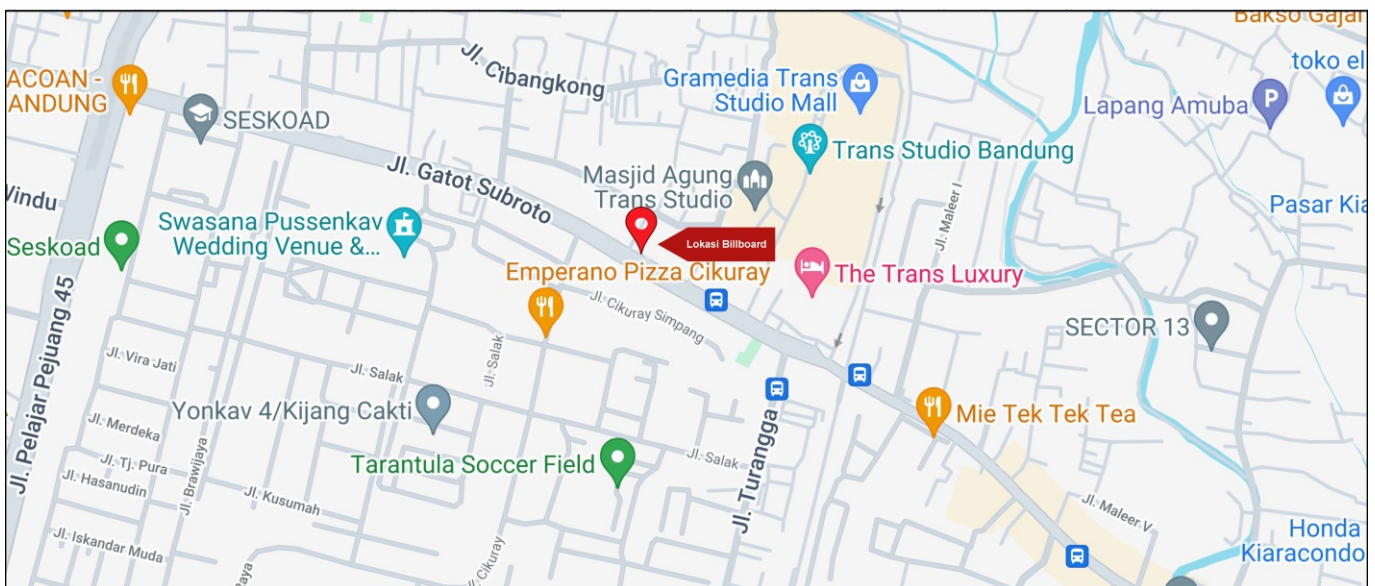 Bakso Gajar
ACOAN -
ANDUNG
SESKOAD
Jl. Cibangkong
Gramedia Trans
Studio Mall
toko el
Lapang Amuba
P
Trans Studio Bandung
Jl. Gatot Subroto
Masjid Agung
Trans Studio
Jl. Maleer I
Windu
Seskoad
Swasana Pussenkav
Wedding Venue &...
Pasar Kia
Lokasi Billboard
Emperano Pizza Cikuray
The Trans Luxury
Jl. Cikuray Simpang
SECTOR 13
Jl. Pelajar Pejuang 45
Jl. Vira Jati
Jl. Salak
Jl. Salak
Yonkav 4/Kijang Cakti
Mie Tek Tek Tea
Jl. Merdeka
Jl. Tj. Pura
Jl. Hasanudin
Jl. Brawijaya
Jl. Kusumah
Tarantula Soccer Field
Jl. Salak
Jl. Turangga
Jl. Maleer V
Jl. Iskandar Muda
Honda
Kiaracondo
Jl. Cikuray